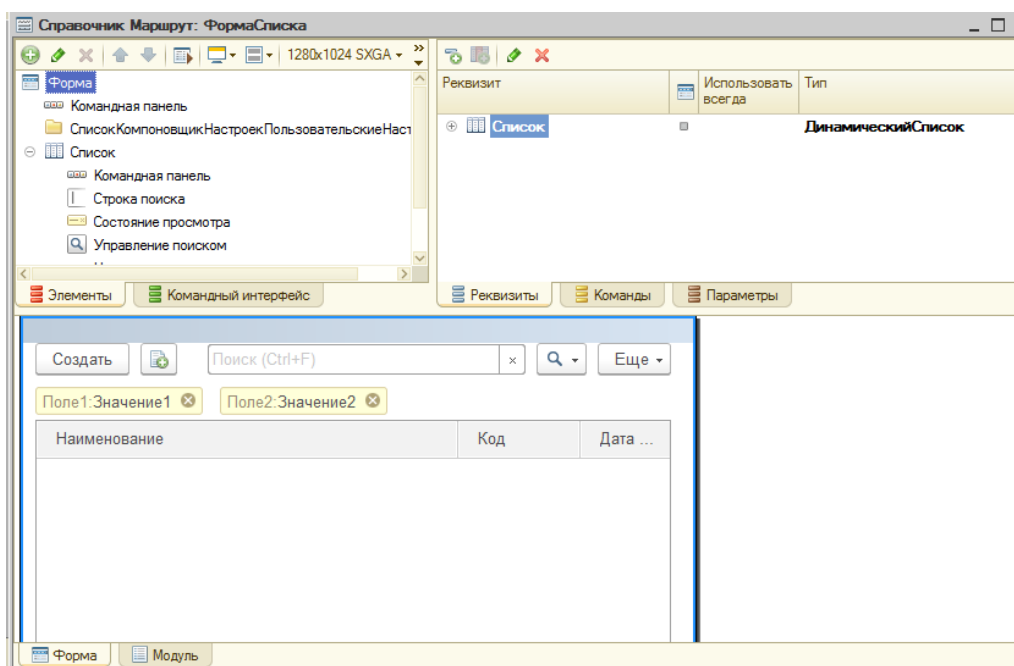 Справочник Маршрут: ФормаСписка
1280x1024 SXGA
Форма
Командная панель
СписокКомпоновщикНастроекПользовательскиеНаст
Список
Командная панель
Строка поиска
Состояние просмотра
Управление поиском
Элементы
Командный интерфейс
Реквизит
Использовать
всегда
Тип
Список
ДинамическийСписок
Реквизиты
Команды
Параметры
Создать
Поиск (Ctrl+F)
Еще
Поле1:Значение1
Поле2:Значение2
Наименование
Код
Дата ...
Форма
Модуль